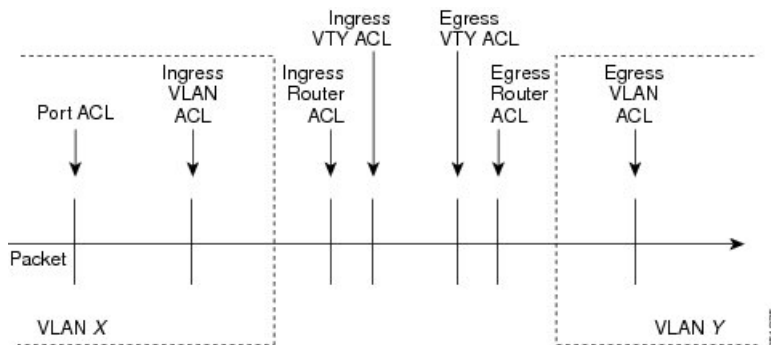 Ingress
VTY ACL
Egress
VTY ACL
Port ACL
Ingress
VLAN
ACL
Ingress
Router
ACL
Egress
Router
ACL
Egress
VLAN
ACL
Packet
VLAN X
VLAN Y